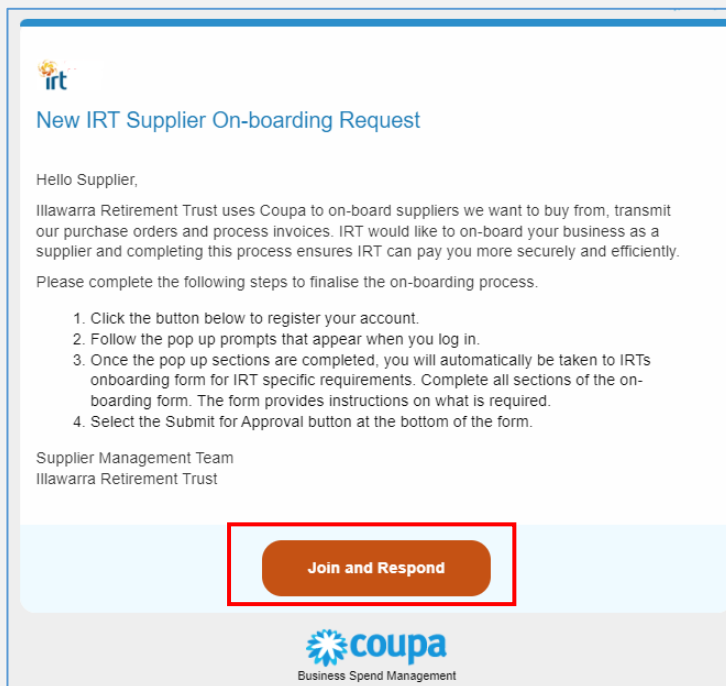 irt
New IRT Supplier On-boarding Request
Hello Supplier,
Illawarra Retirement Trust uses Coupa to on-board suppliers we want to buy from, transmit
our purchase orders and process invoices. IRT would like to on-board your business as a
supplier and completing this process ensures IRT can pay you more securely and efficiently.
Please complete the following steps to finalise the on-boarding process.
1. Click the button below to register your account.
2. Follow the pop up prompts that appear when you log in.
3. Once the pop up sections are completed, you will automatically be taken to IRTs
onboarding form for IRT specific requirements. Complete all sections of the on-
boarding form. The form provides instructions on what is required.
4. Select the Submit for Approval button at the bottom of the form.
Supplier Management Team
Illawarra Retirement Trust
Join and Respond
coupa
Business Spend Management